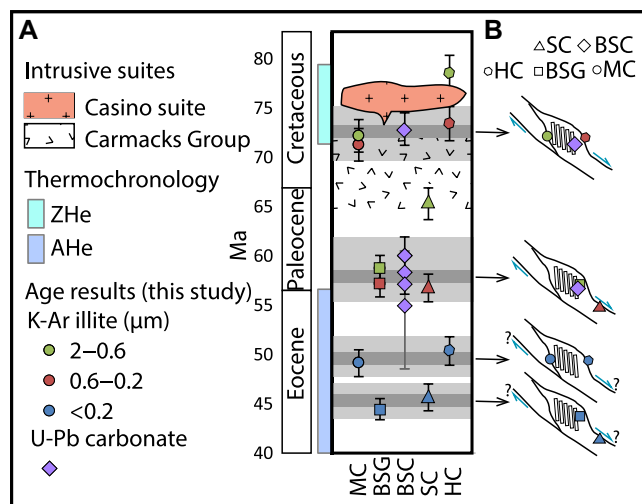 A
Intrusive suites
Casino suite
Carmacks Group
Thermochronology
ZHe
AHe
Age results (this study)
K-Ar illite (μm)
2–0.6
0.6–0.2
<0.2
U-Pb carbonate
Ma
80
75
70
65
60
55
50
45
40
Cretaceous
Paleocene
Eocene
MC
BSG
BSC
SC
HC
B
SC BSC
HC BSG MC
?
?
?
?